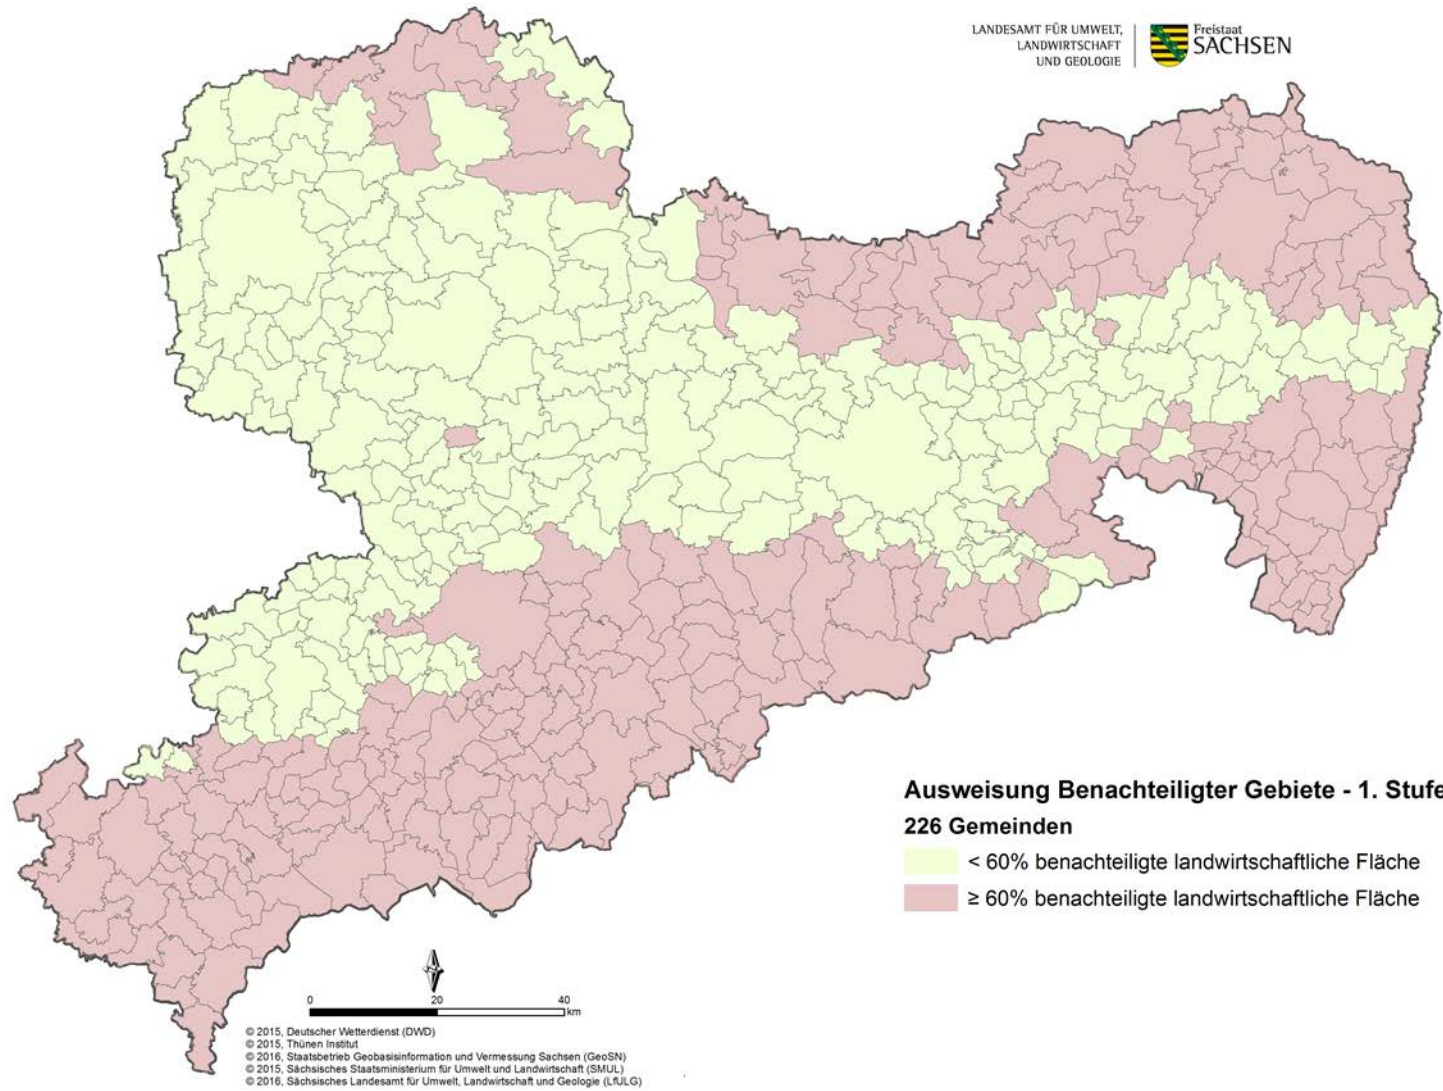 LANDESAMT FÜR UMWELT,
LANDWIRTSCHAFT
UND GEOLOGIE
Freistaat
SACHSEN
Ausweisung Benachteiligter Gebiete - 1. Stufe
226 Gemeinden
< 60% benachteiligte landwirtschaftliche Fläche
≥ 60% benachteiligte landwirtschaftliche Fläche
0 20 40
km
© 2015, Deutscher Wetterdienst (DWD)
© 2015, Thünen Institut
© 2016, Staatsbetrieb Geobasisinformation und Vermessung Sachsen (GeoSN)
© 2015, Sächsisches Staatsministerium für Umwelt und Landwirtschaft (SMUL)
© 2016, Sächsisches Landesamt für Umwelt, Landwirtschaft und Geologie (LfULG)